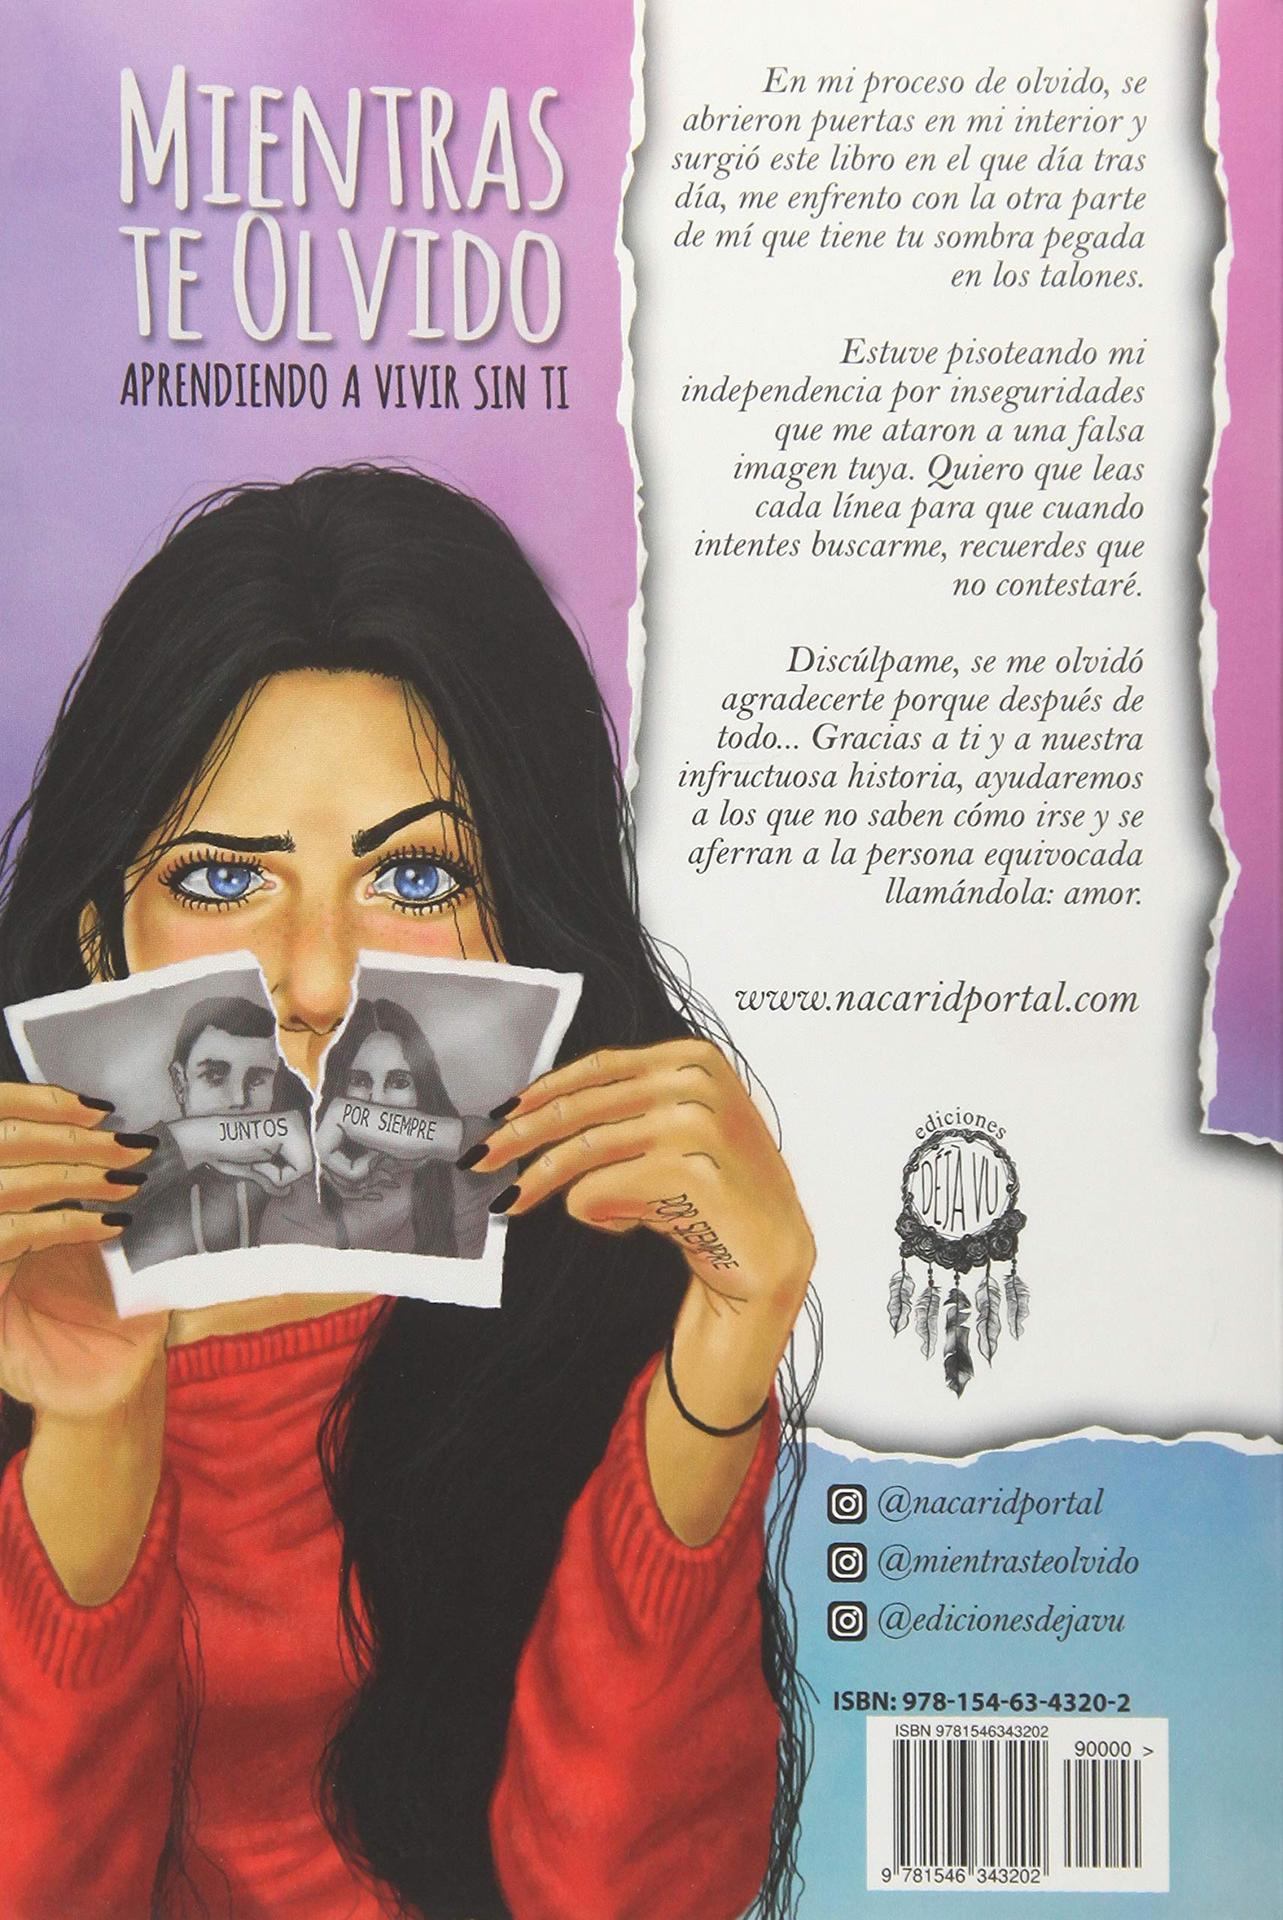 MIENTRAS
TE OLVIDO
APRENDIENDO A VIVIR SIN TI
En mi proceso de olvido, se
abrieron puertas en mi interior y
surgió este libro en el que día tras
día, me enfrento con la otra parte
de mí que tiene tu sombra pegada
en los talones.
Estuve pisoteando mi
independencia por inseguridades
que me ataron a una falsa
imagen tuya. Quiero que leas
cada línea para que cuando
intentes buscarme, recuerdes que
no contestaré.
Discúlpame, se me olvidó
agradecerte porque después de
todo... Gracias a ti y a nuestra
infructuosa historia, ayudaremos
a los que no saben cómo irse y se
aferran a la persona equivocada
llamándola: amor.
www.nacaridportal.com
JUNTOS
POR SIEMPRE
POR SIEMPRE
ediciones
DÉJÀ VU
@nacaridportal
@mientrasteolvido
@edicionesdejavu
ISBN: 978-154-63-4320-2
ISBN 9781546343202
90000 >
9 781546 343202